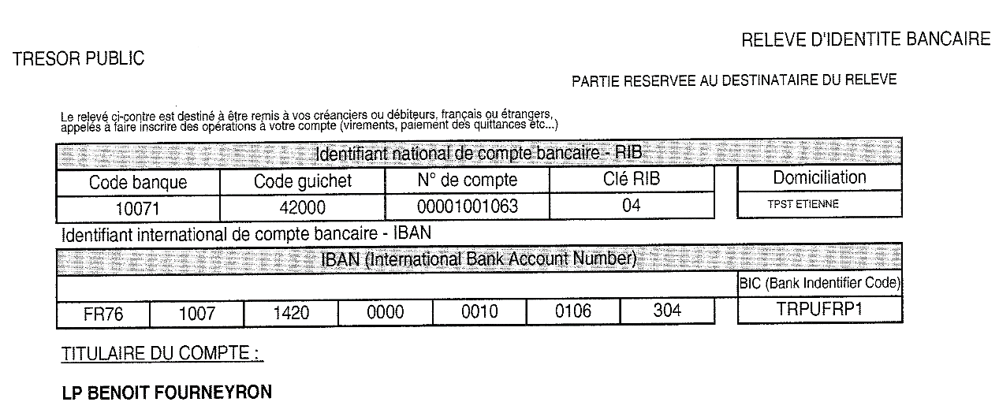 RELEVE D'IDENTITE BANCAIRE
TRESOR PUBLIC
PARTIE RESERVEE AU DESTINATAIRE DU RELEVE
Le relevé ci-contre est destiné à être remis à vos créanciers ou débiteurs, français ou étrangers,
appelés à faire inscrire des opérations à votre compte (virements, paiement des quittances etc...)
Identifiant national de compte bancaire - RIB
Code banque Code guichet N° de compte Clé RIB Domiciliation
10071 42000 00001001063 04 TPST ETIENNE
Identifiant international de compte bancaire - IBAN
IBAN (International Bank Account Number)
BIC (Bank Indentifier Code)
FR76 1007 1420 0000 0010 0106 304 TRPUFRP1
TITULAIRE DU COMPTE :
LP BENOIT FOURNEYRON